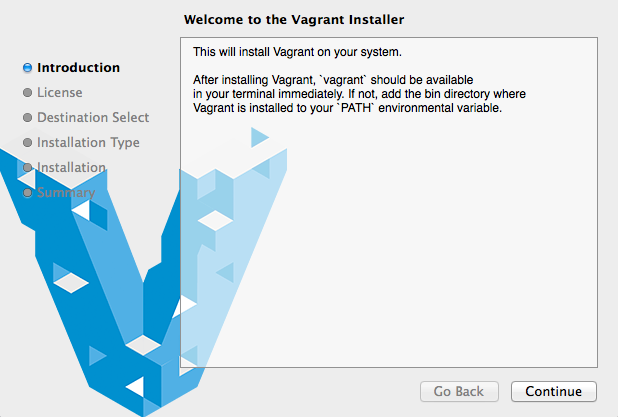 Welcome to the Vagrant Installer
Introduction
License
Destination Select
Installation Type
Installation
Summary
This will install Vagrant on your system.
After installing Vagrant, `vagrant` should be available
in your terminal immediately. If not, add the bin directory where
Vagrant is installed to your `PATH` environmental variable.
Go Back
Continue